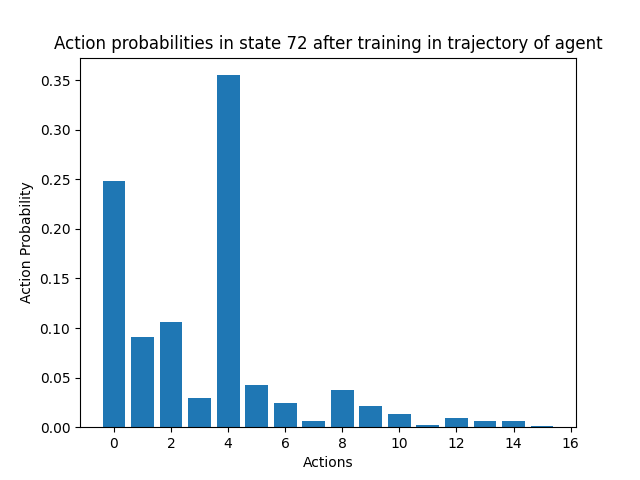 Action probabilities in state 72 after training in trajectory of agent
0.35
0.30
0.25
0.20
0.15
0.10
0.05
0.00
Action Probability
0 2 4 6 8 10 12 14 16
Actions